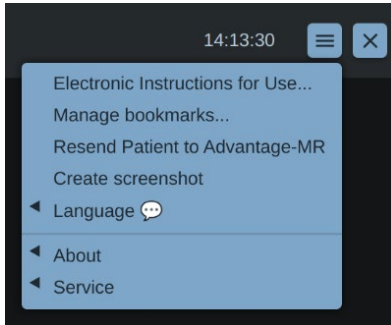 14:13:30
Electronic Instructions for Use...
Manage bookmarks...
Resend Patient to Advantage-MR
Create screenshot
Language 💬
About
Service